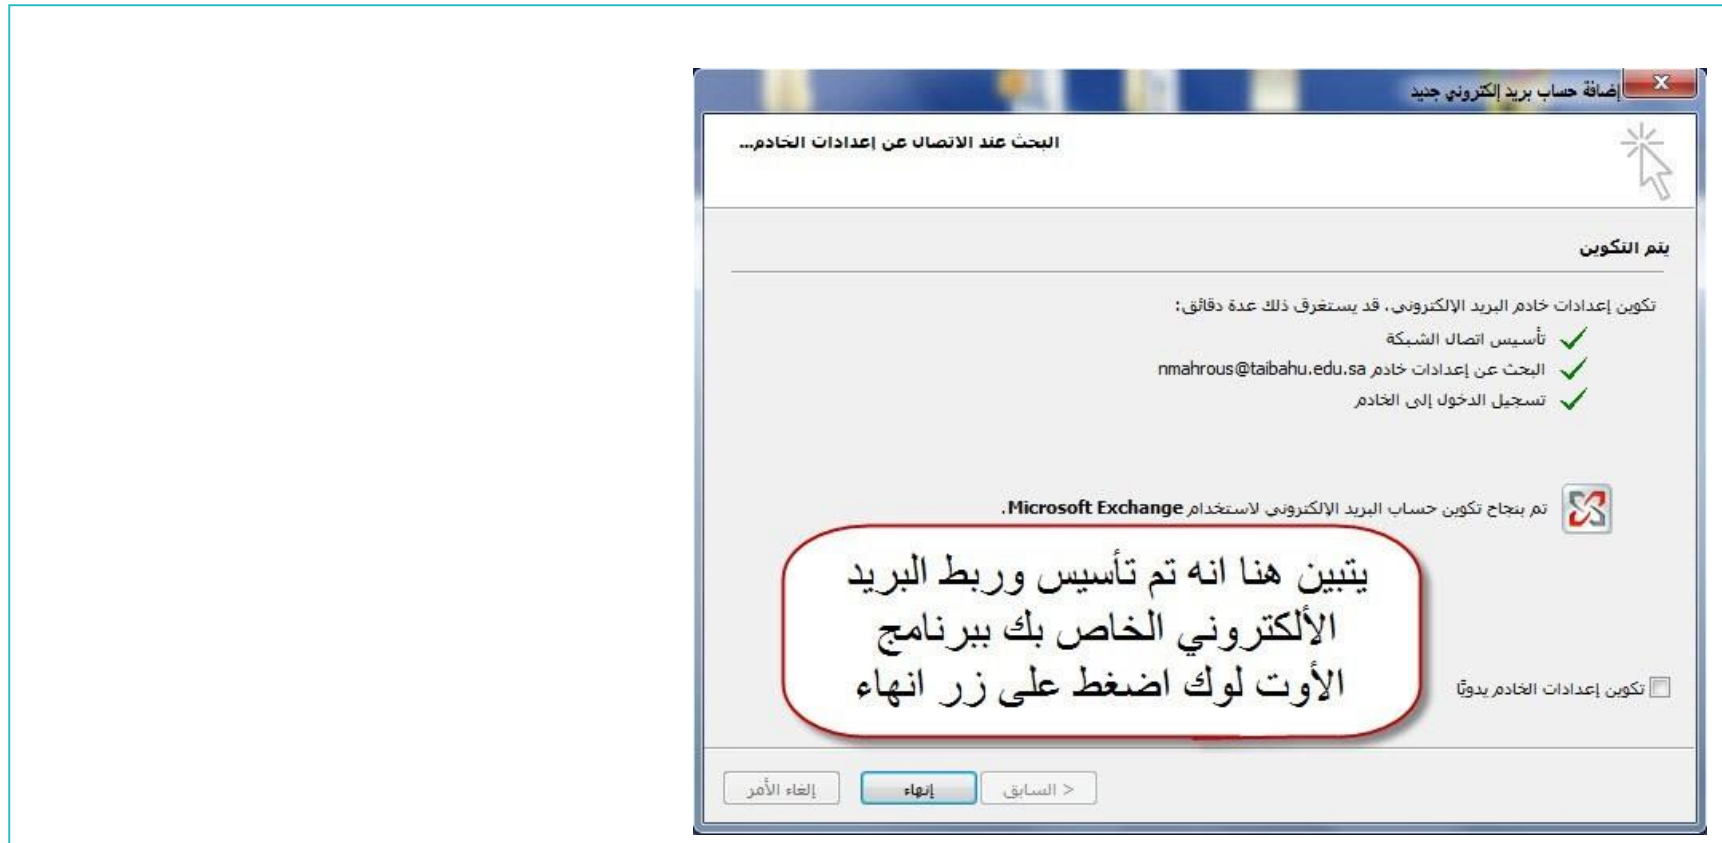 إضافة حساب بريد إلكتروني جديد
البحث عند الاتصال عن إعدادات الخادم...
يتم التكوين
تكوين إعدادات خادم البريد الإلكتروني. قد يستغرق ذلك عدة دقائق:
تأسيس اتصال الشبكة
البحث عن إعدادات خادم nmahrous@taibahu.edu.sa
تسجيل الدخول إلى الخادم
تم بنجاح تكوين حساب البريد الإلكتروني لاستخدام Microsoft Exchange.
يتبين هنا انه تم تأسيس وربط البريد
الألكتروني الخاص بك ببرنامج
الأوت لوك اضغط على زر انهاء
تكوين إعدادات الخادم يدويًا
< السابق إنهاء إلغاء الأمر